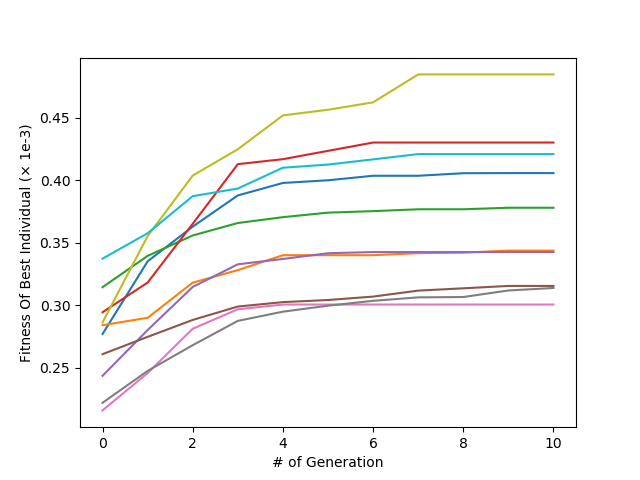 0.45
0.40
0.35
0.30
0.25
Fitness Of Best Individual (× 1e-3)
0 2 4 6 8 10
# of Generation